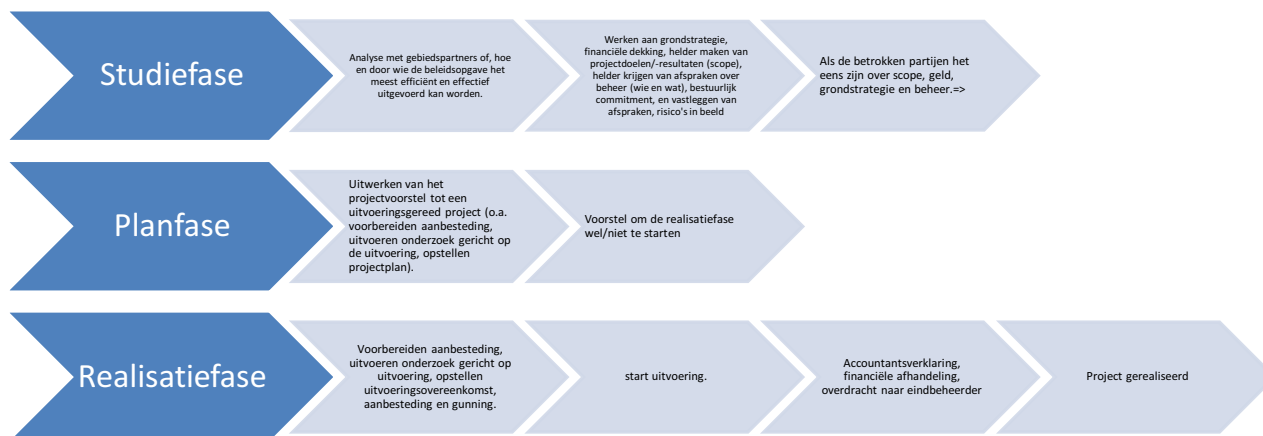 Studiefase
Analyse met gebiedspartners of, hoe
en door wie de beleidsopgave het
meest efficiënt en effectief
uitgevoerd kan worden.
Werken aan grondstrategie,
financiële dekking, helder maken van
projectdoelen/-resultaten (scope),
helder krijgen van afspraken over
beheer (wie en wat), bestuurlijk
commitment, en vastleggen van
afspraken, risico's in beeld
Als de betrokken partijen het
eens zijn over scope, geld,
grondstrategie en beheer.=>
Planfase
Uitwerken van het
projectvoorstel tot een
uitvoeringsgereed project (o.a.
voorbereiden aanbesteding,
uitvoeren onderzoek gericht op
de uitvoering, opstellen
projectplan).
Voorstel om de realisatiefase
wel/niet te starten
Realisatiefase
Voorbereiden aanbesteding,
uitvoeren onderzoek gericht op
uitvoering, opstellen
uitvoeringsovereenkomst,
aanbesteding en gunning.
start uitvoering.
Accountantsverklaring,
financiële afhandeling,
overdracht naar eindbeheerder
Project gerealiseerd